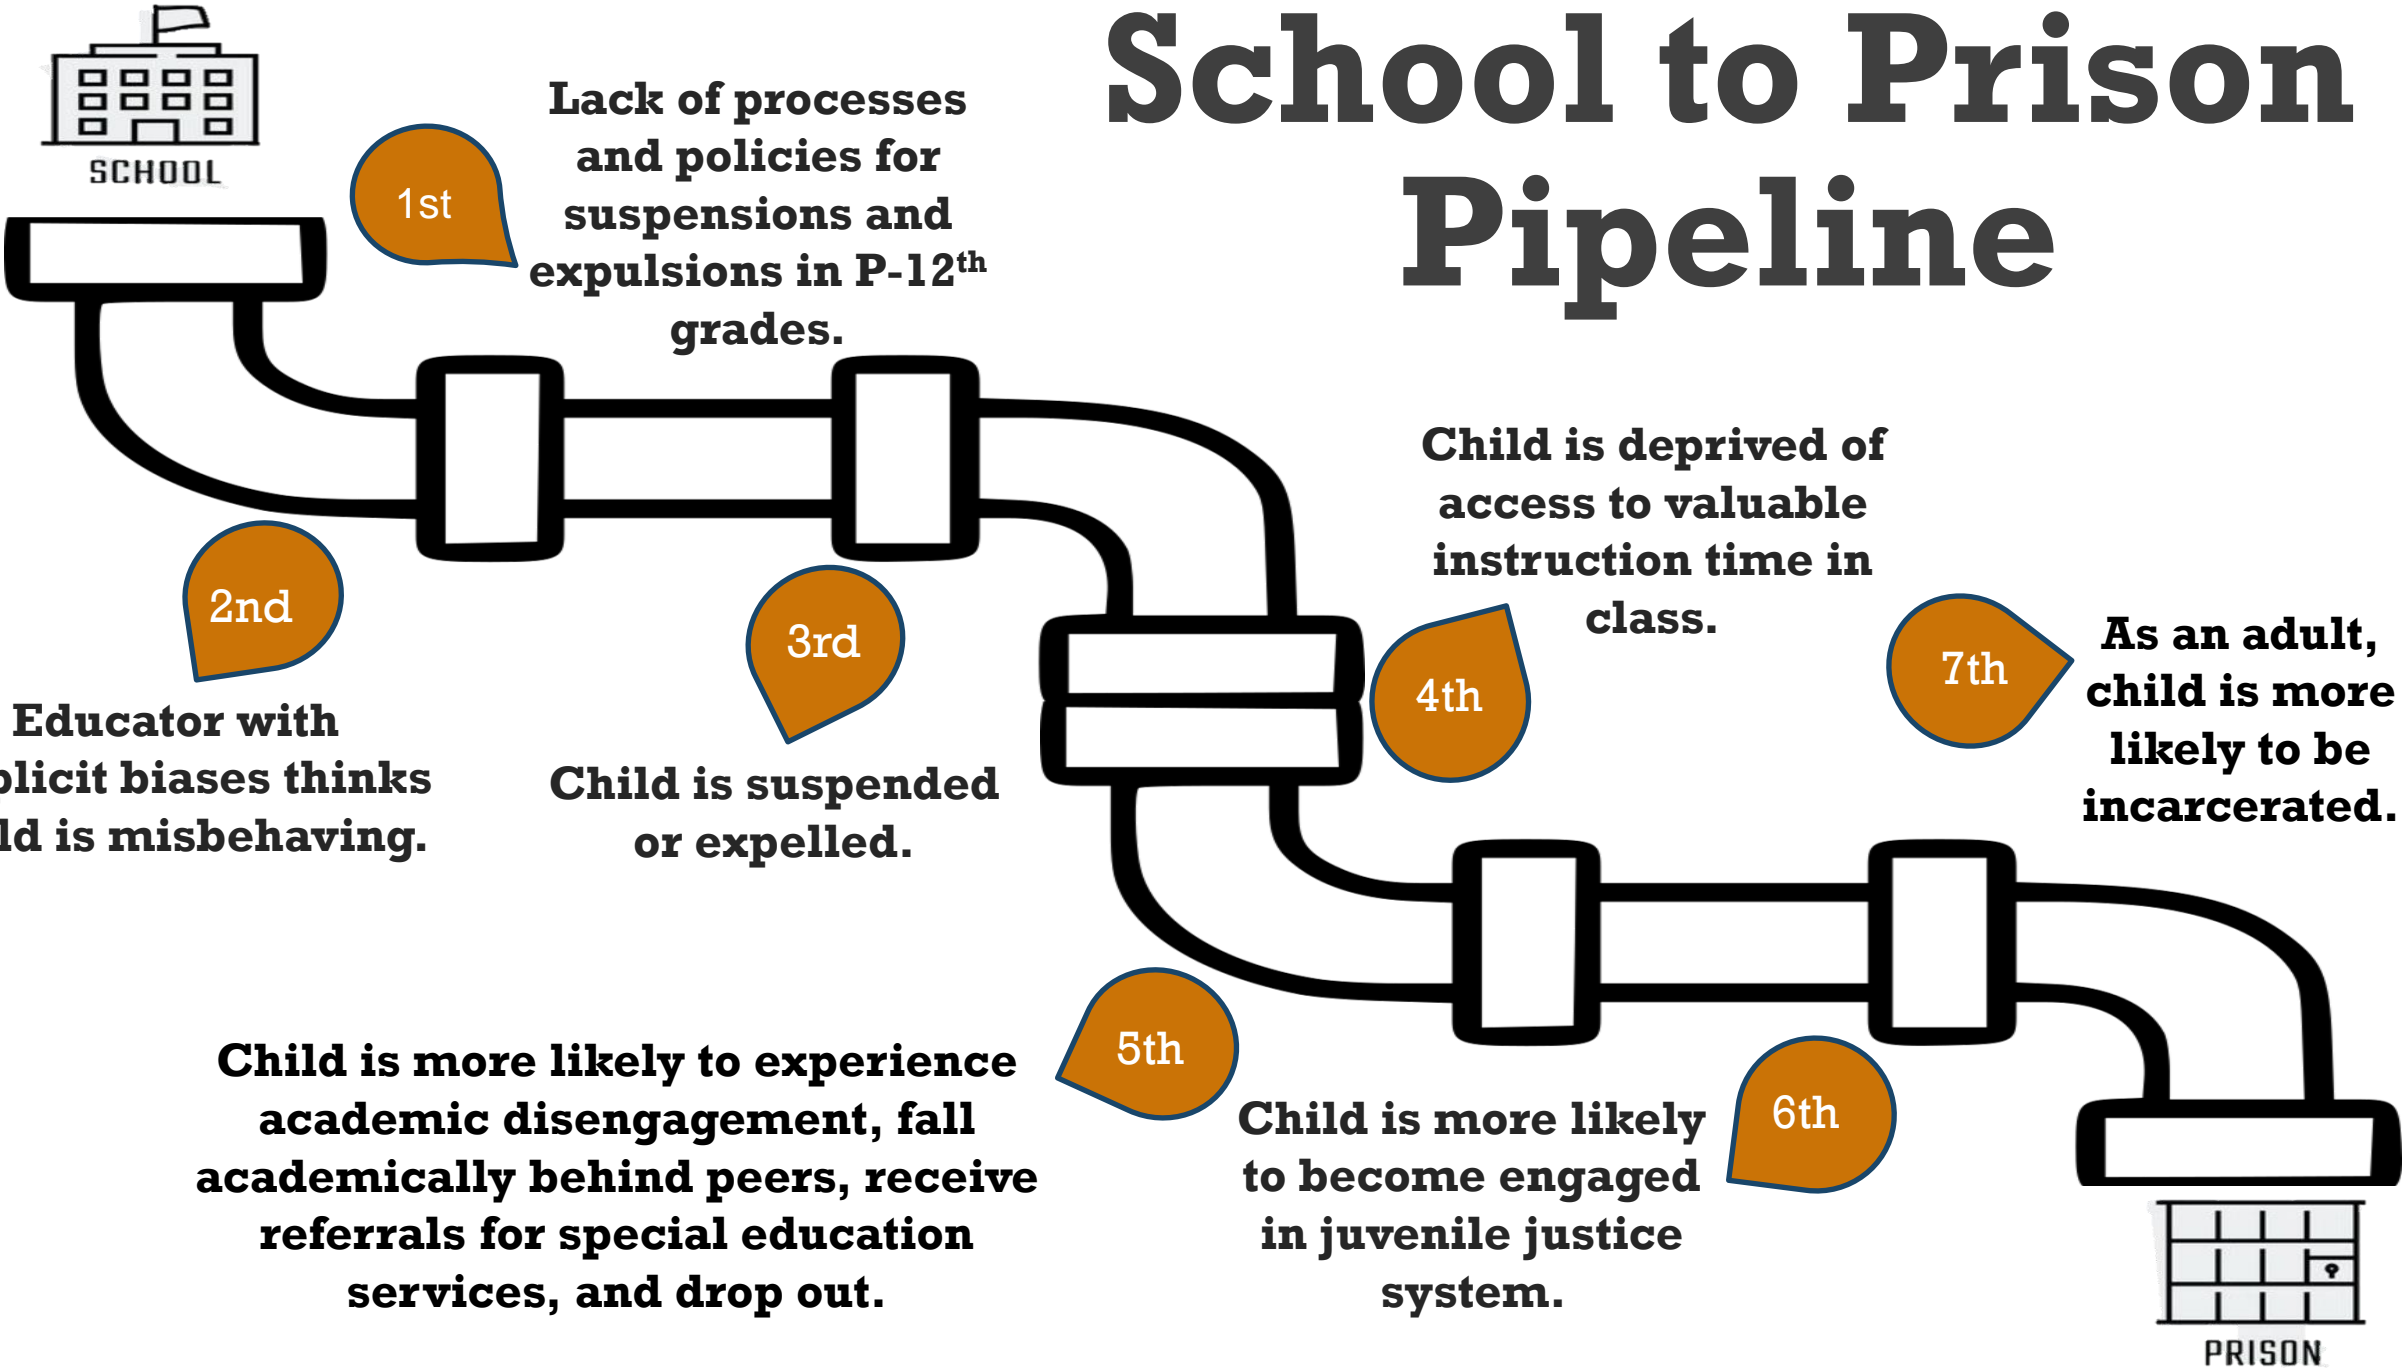 School to Prison
Pipeline
SCHOOL
1st
Lack of processes
and policies for
suspensions and
expulsions in P-12th
grades.
2nd
Educator with
plicit biases thinks
ld is misbehaving.
3rd
Child is suspended
or expelled.
4th
Child is deprived of
access to valuable
instruction time in
class.
5th
Child is more likely to experience
academic disengagement, fall
academically behind peers, receive
referrals for special education
services, and drop out.
6th
Child is more likely
to become engaged
in juvenile justice
system.
7th
As an adult,
child is more
likely to be
incarcerated.
PRISON